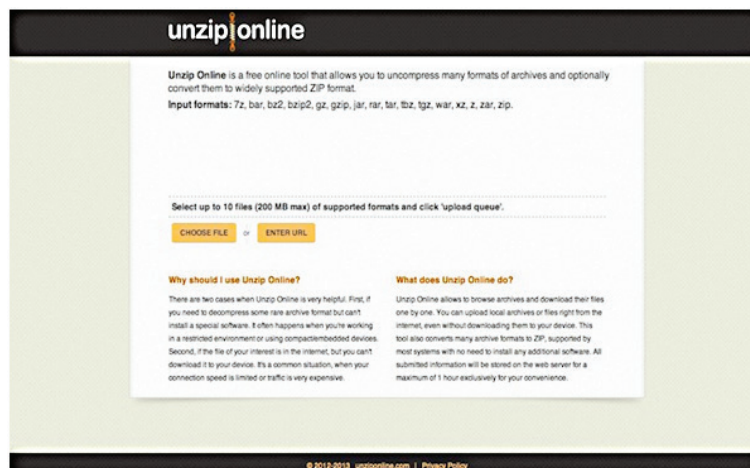 unzip online
Unzip Online is a free online tool that allows you to uncompress many formats of archives and optionally
convert them to widely supported ZIP format.
Input formats: 7z, bar, bz2, bzip2, gz, gzip, jar, rar, tar, tbz, tgz, war, xz, z, zar, zip.
Select up to 10 files (200 MB max) of supported formats and click 'upload queue'.
CHOOSE FILE or ENTER URL
Why should I use Unzip Online?
There are two cases when Unzip Online is very helpful. First, if
you need to decompress some rare archive format but can't
install a special software. It often happens when you're working
in a restricted environment or using compact/embedded devices.
Second, if the file of your interest is in the internet, but you can't
download it to your device. It's a common situation, when your
connection speed is limited or traffic is very expensive.
What does Unzip Online do?
Unzip Online allows to browse archives and download their files
one by one. You can upload local archives or files right from the
internet, even without downloading them to your device. This
tool also converts many archive formats to ZIP, supported by
most systems with no need to install any additional software. All
submitted information will be stored on the web server for a
maximum of 1 hour exclusively for your convenience.
© 2012-2013 unziponline.com | Privacy Policy